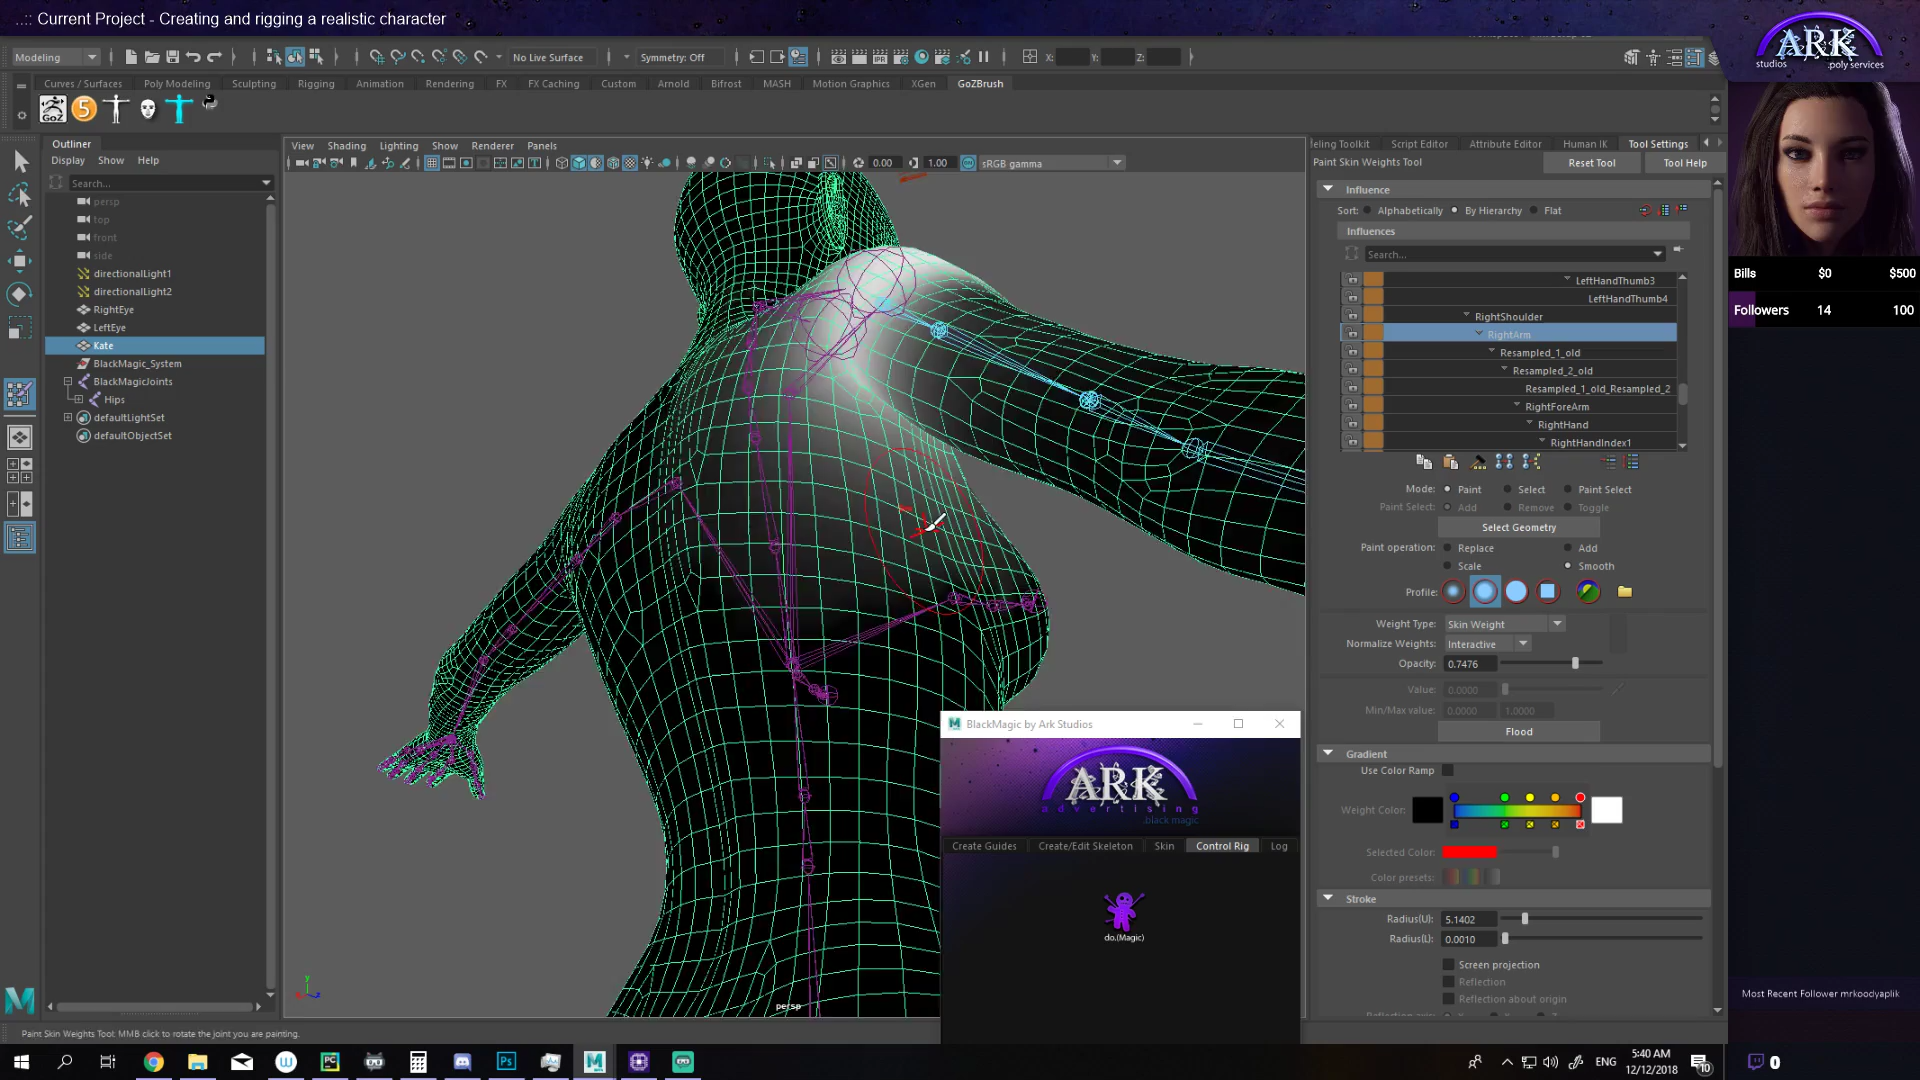 ..:: Current Project - Creating and rigging a realistic character
ARK
studios
.poly services
Modeling
No Live Surface
Symmetry: Off
X:
Y:
Z:
Curves / Surfaces
Poly Modeling
Sculpting
Rigging
Animation
Rendering
FX
FX Caching
Custom
Arnold
Bifrost
MASH
Motion Graphics
XGen
GoZBrush
GoZ
5
Outliner
Display
Show
Help
Search...
persp
top
front
side
directionalLight1
directionalLight2
RightEye
LeftEye
Kate
BlackMagic_System
BlackMagicJoints
Hips
defaultLightSet
defaultObjectSet
View
Shading
Lighting
Show
Renderer
Panels
0.00
1.00
sRGB gamma
persp
eling Toolkit
Script Editor
Attribute Editor
Human IK
Tool Settings
Paint Skin Weights Tool
Reset Tool
Tool Help
Influence
Sort:
Alphabetically
By Hierarchy
Flat
Influences
Search...
LeftHandThumb3
LeftHandThumb4
RightShoulder
RightArm
Resampled_1_old
Resampled_2_old
Resampled_1_old_Resampled_2
RightForeArm
RightHand
RightHandIndex1
Mode:
Paint
Select
Paint Select
Paint Select:
Add
Remove
Toggle
Select Geometry
Paint operation:
Replace
Add
Scale
Smooth
Profile:
Weight Type:
Skin Weight
Normalize Weights:
Interactive
Opacity:
0.7476
Value:
0.0000
Min/Max value:
0.0000
1.0000
Flood
Gradient
Use Color Ramp
Weight Color:
Selected Color:
Color presets:
Stroke
Radius(U):
5.1402
Radius(L):
0.0010
Screen projection
Reflection
Reflection about origin
BlackMagic by Ark Studios
ARK
advertising
.black magic
Create Guides
Create/Edit Skeleton
Skin
Control Rig
Log
do.(Magic)
Bills
$0
$500
Followers
14
100
Most Recent Follower mrkoodyaplik
Paint Skin Weights Tool: MMB click to rotate the joint you are painting.
ENG
5:40 AM
12/12/2018
10
0